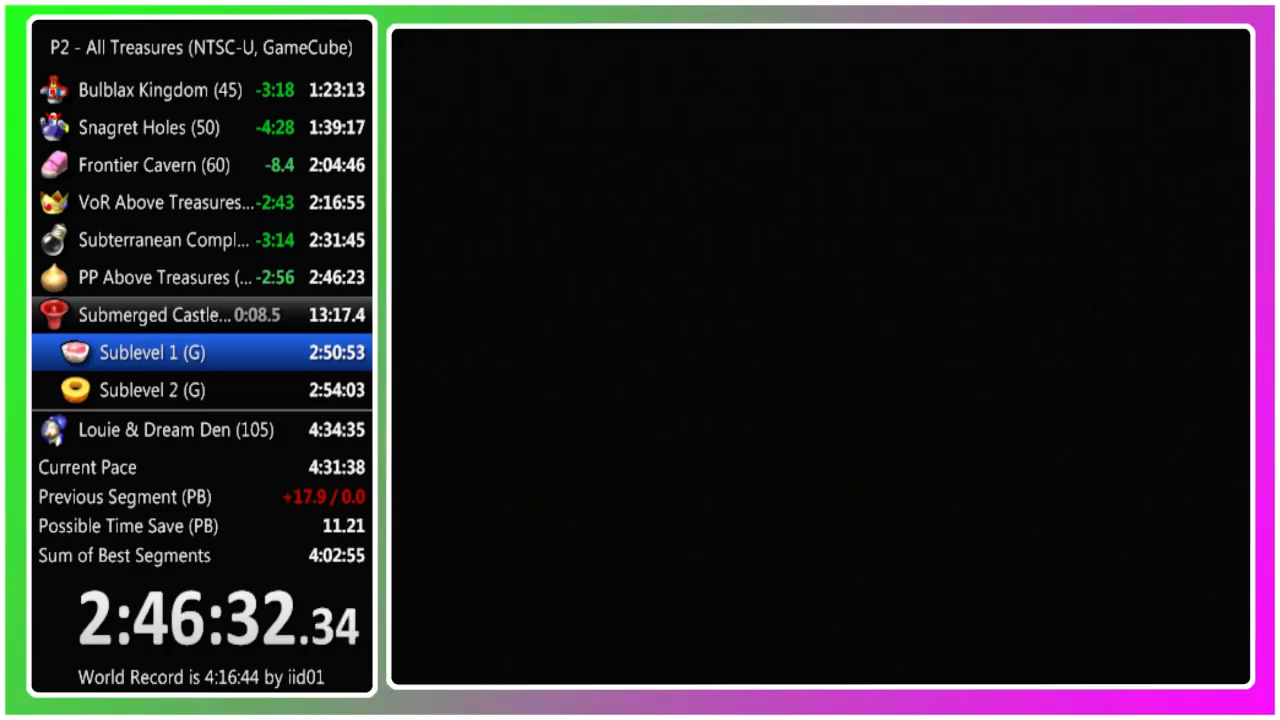 P2 - All Treasures (NTSC-U, GameCube)
Bulblax Kingdom (45) -3:18 1:23:13
Snagret Holes (50) -4:28 1:39:17
Frontier Cavern (60) -8.4 2:04:46
VoR Above Treasures... -2:43 2:16:55
Subterranean Compl... -3:14 2:31:45
PP Above Treasures (... -2:56 2:46:23
Submerged Castle... 0:08.5 13:17.4
Sublevel 1 (G) 2:50:53
Sublevel 2 (G) 2:54:03
Louie & Dream Den (105) 4:34:35
Current Pace 4:31:38
Previous Segment (PB) +17.9 / 0.0
Possible Time Save (PB) 11.21
Sum of Best Segments 4:02:55
2:46:32.34
World Record is 4:16:44 by iid01